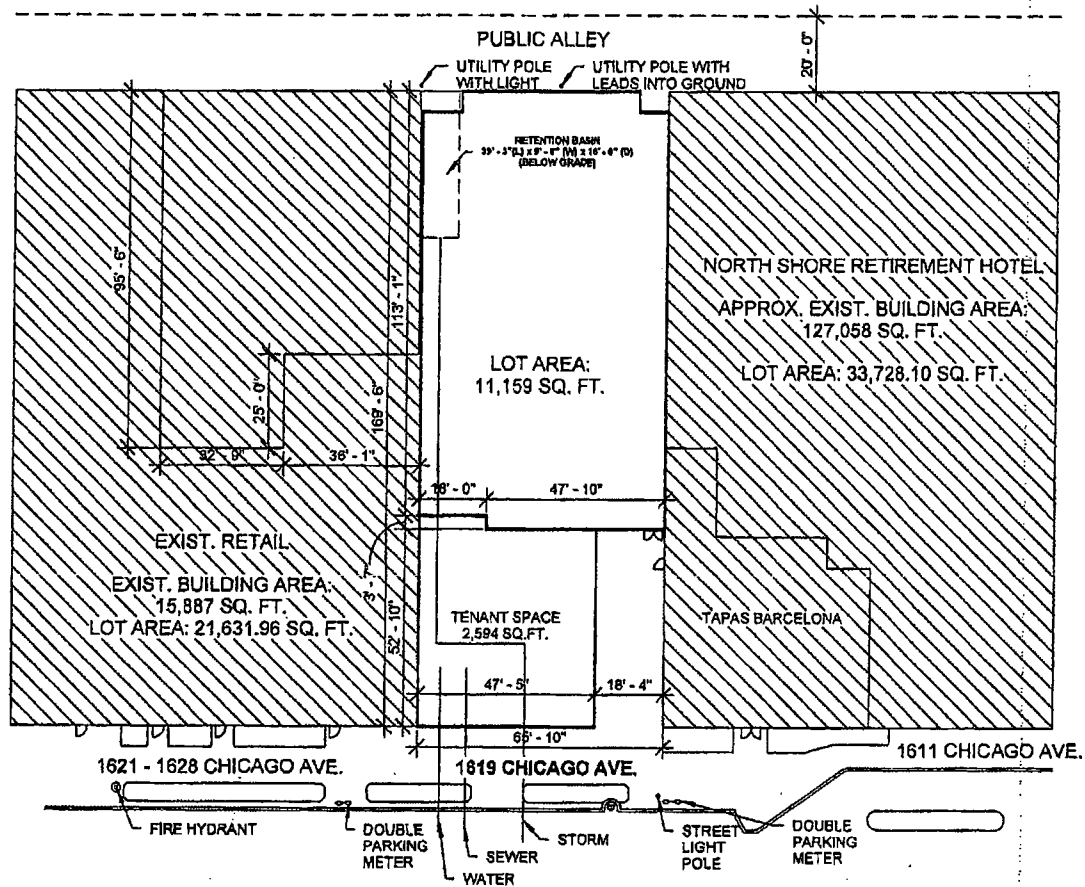 PUBLIC ALLEY
20' - 0"
UTILITY POLE
WITH LIGHT
UTILITY POLE WITH
LEADS INTO GROUND
RETENTION BASIN
(BELOW GRADE)
95' - 6"
113' - 1"
169' - 6"
25' - 0"
32' - 9"
36' - 1"
18' - 0"
47' - 10"
NORTH SHORE RETIREMENT HOTEL
APPROX. EXIST. BUILDING AREA:
127,058 SQ. FT.
LOT AREA: 33,728.10 SQ. FT.
LOT AREA:
11,159 SQ. FT.
EXIST. RETAIL
EXIST. BUILDING AREA:
15,887 SQ. FT.
LOT AREA: 21,631.96 SQ. FT.
52' - 10"
TENANT SPACE
2,594 SQ.FT.
TAPAS BARCELONA
47' - 5"
18' - 4"
65' - 10"
1621 - 1628 CHICAGO AVE.
1619 CHICAGO AVE.
1611 CHICAGO AVE.
FIRE HYDRANT
DOUBLE
PARKING
METER
WATER
SEWER
STORM
STREET
LIGHT
POLE
DOUBLE
PARKING
METER